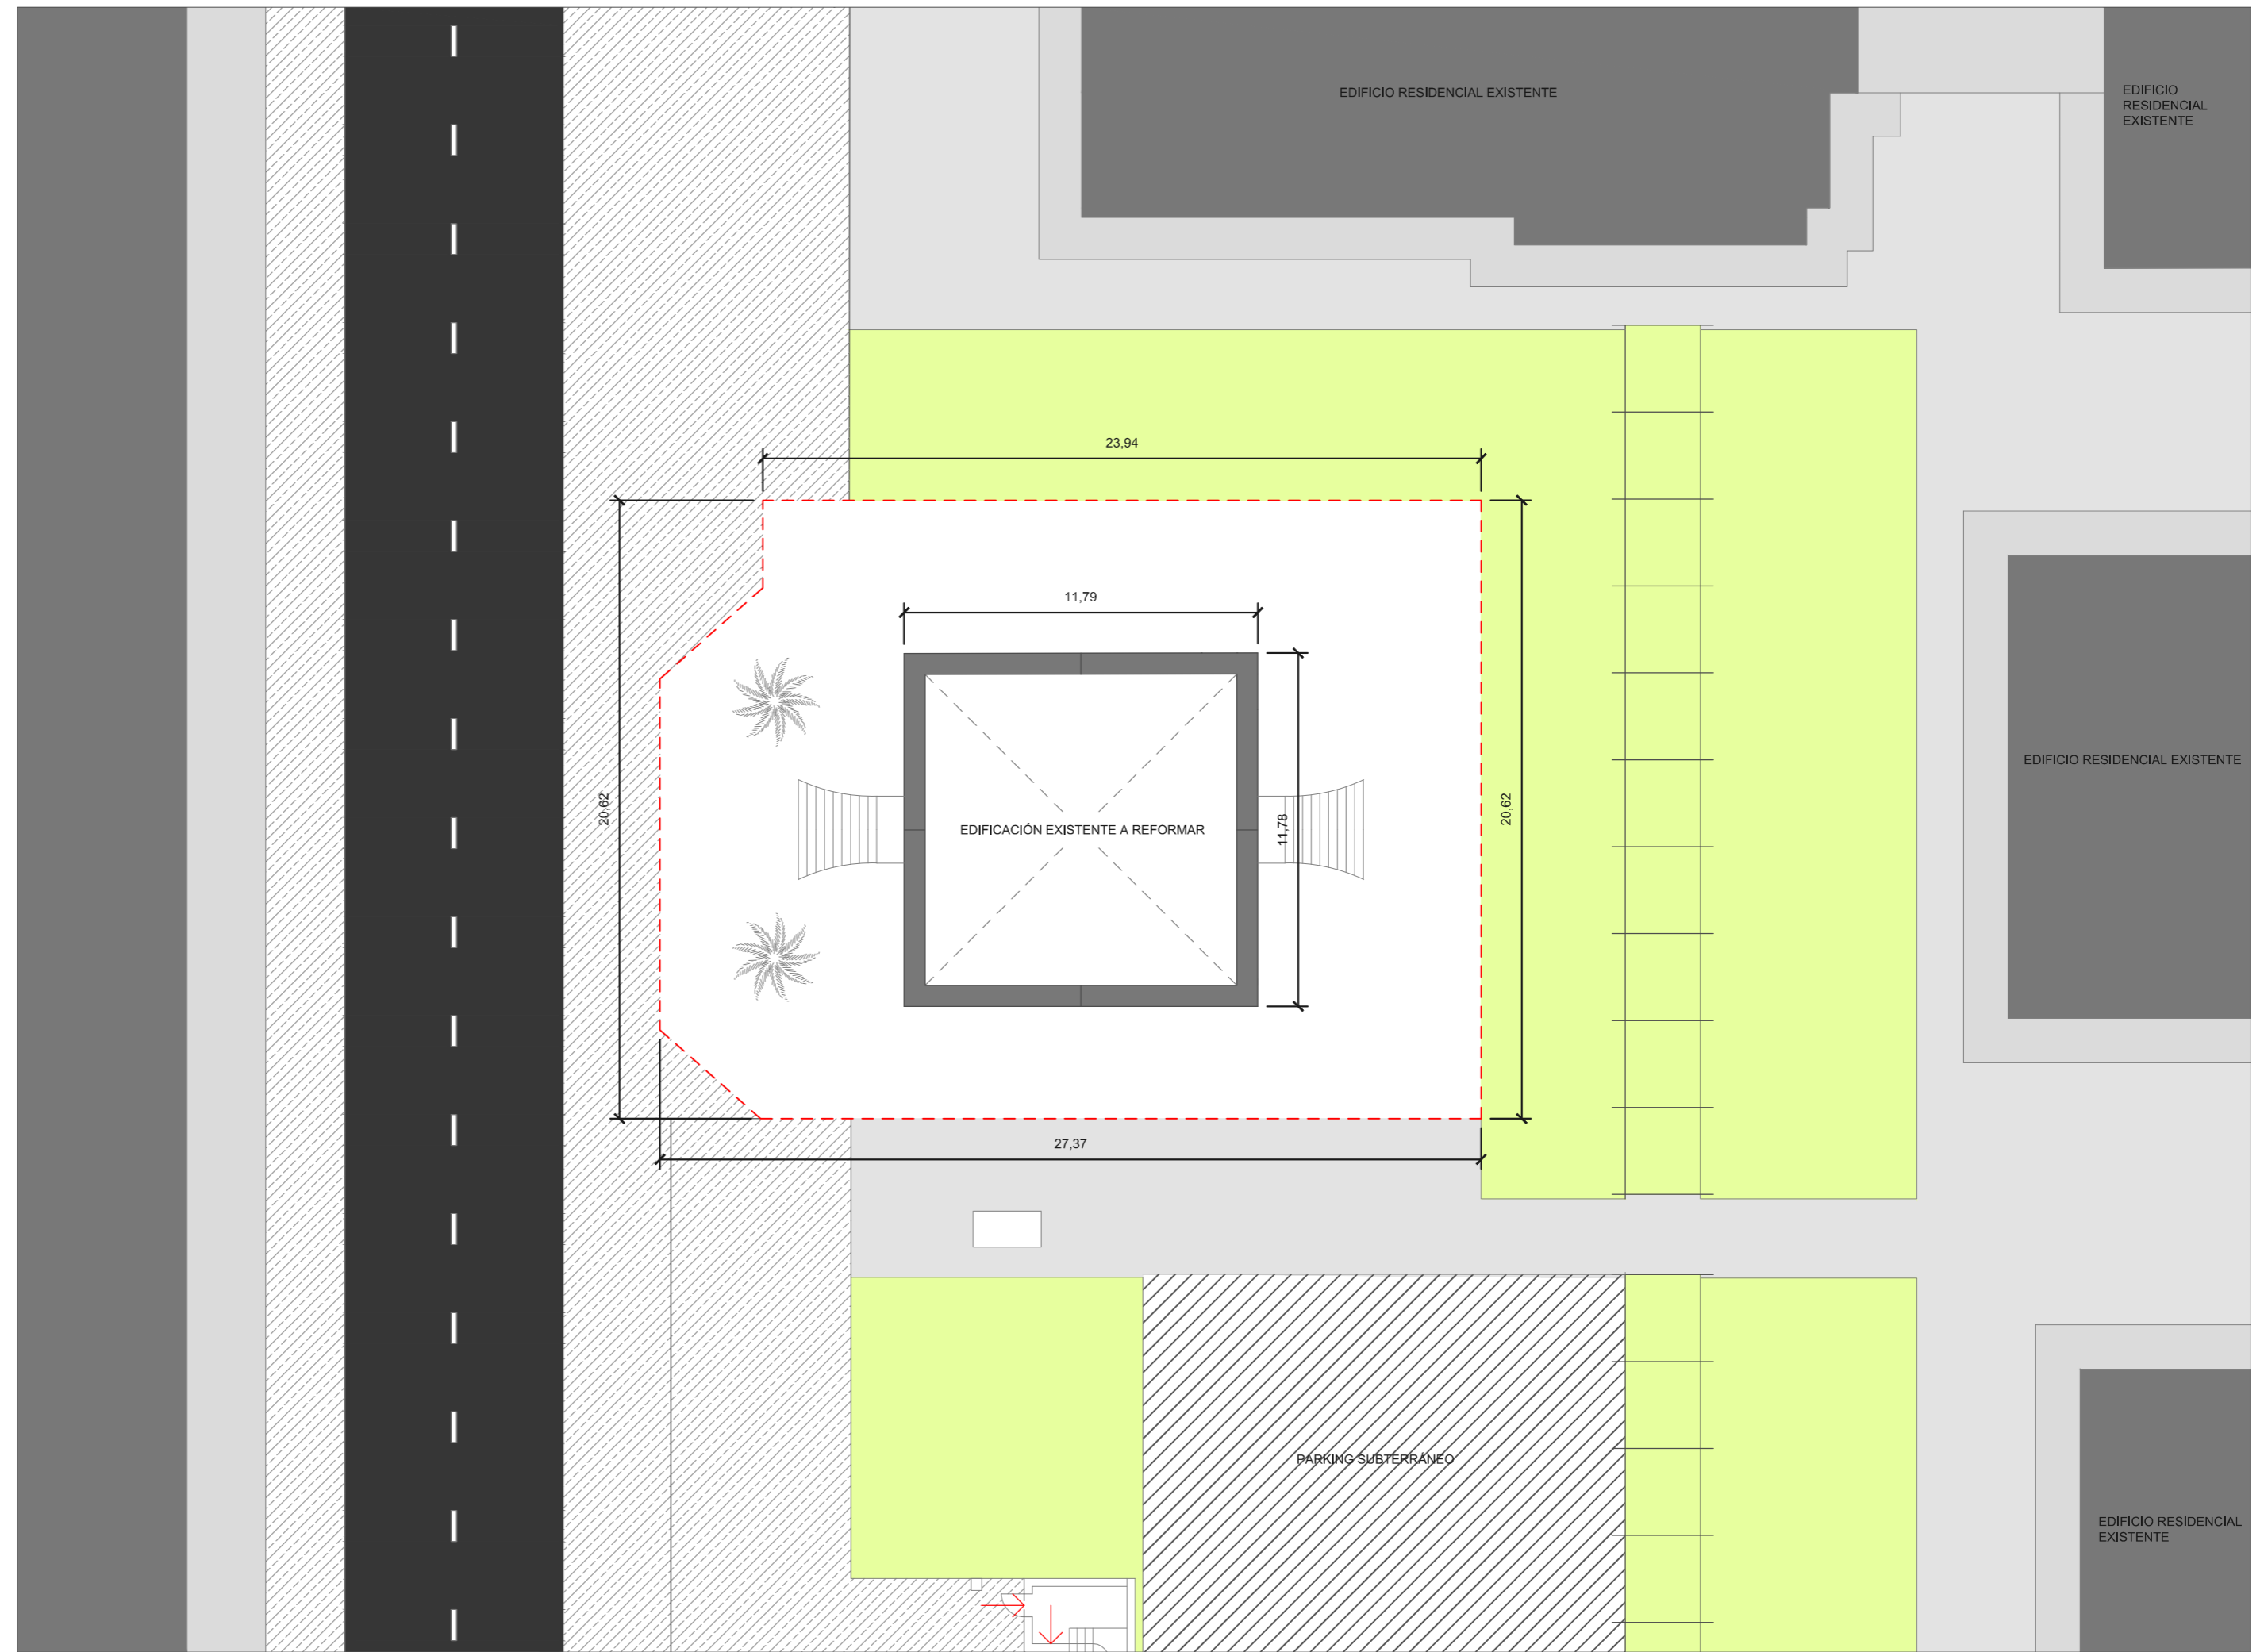 EDIFICIO RESIDENCIAL EXISTENTE
EDIFICIO
RESIDENCIAL
EXISTENTE
23,94
11,79
20,62
EDIFICACIÓN EXISTENTE A REFORMAR
11,78
20,62
EDIFICIO RESIDENCIAL EXISTENTE
27,37
PARKING SUBTERRÁNEO
EDIFICIO RESIDENCIAL
EXISTENTE